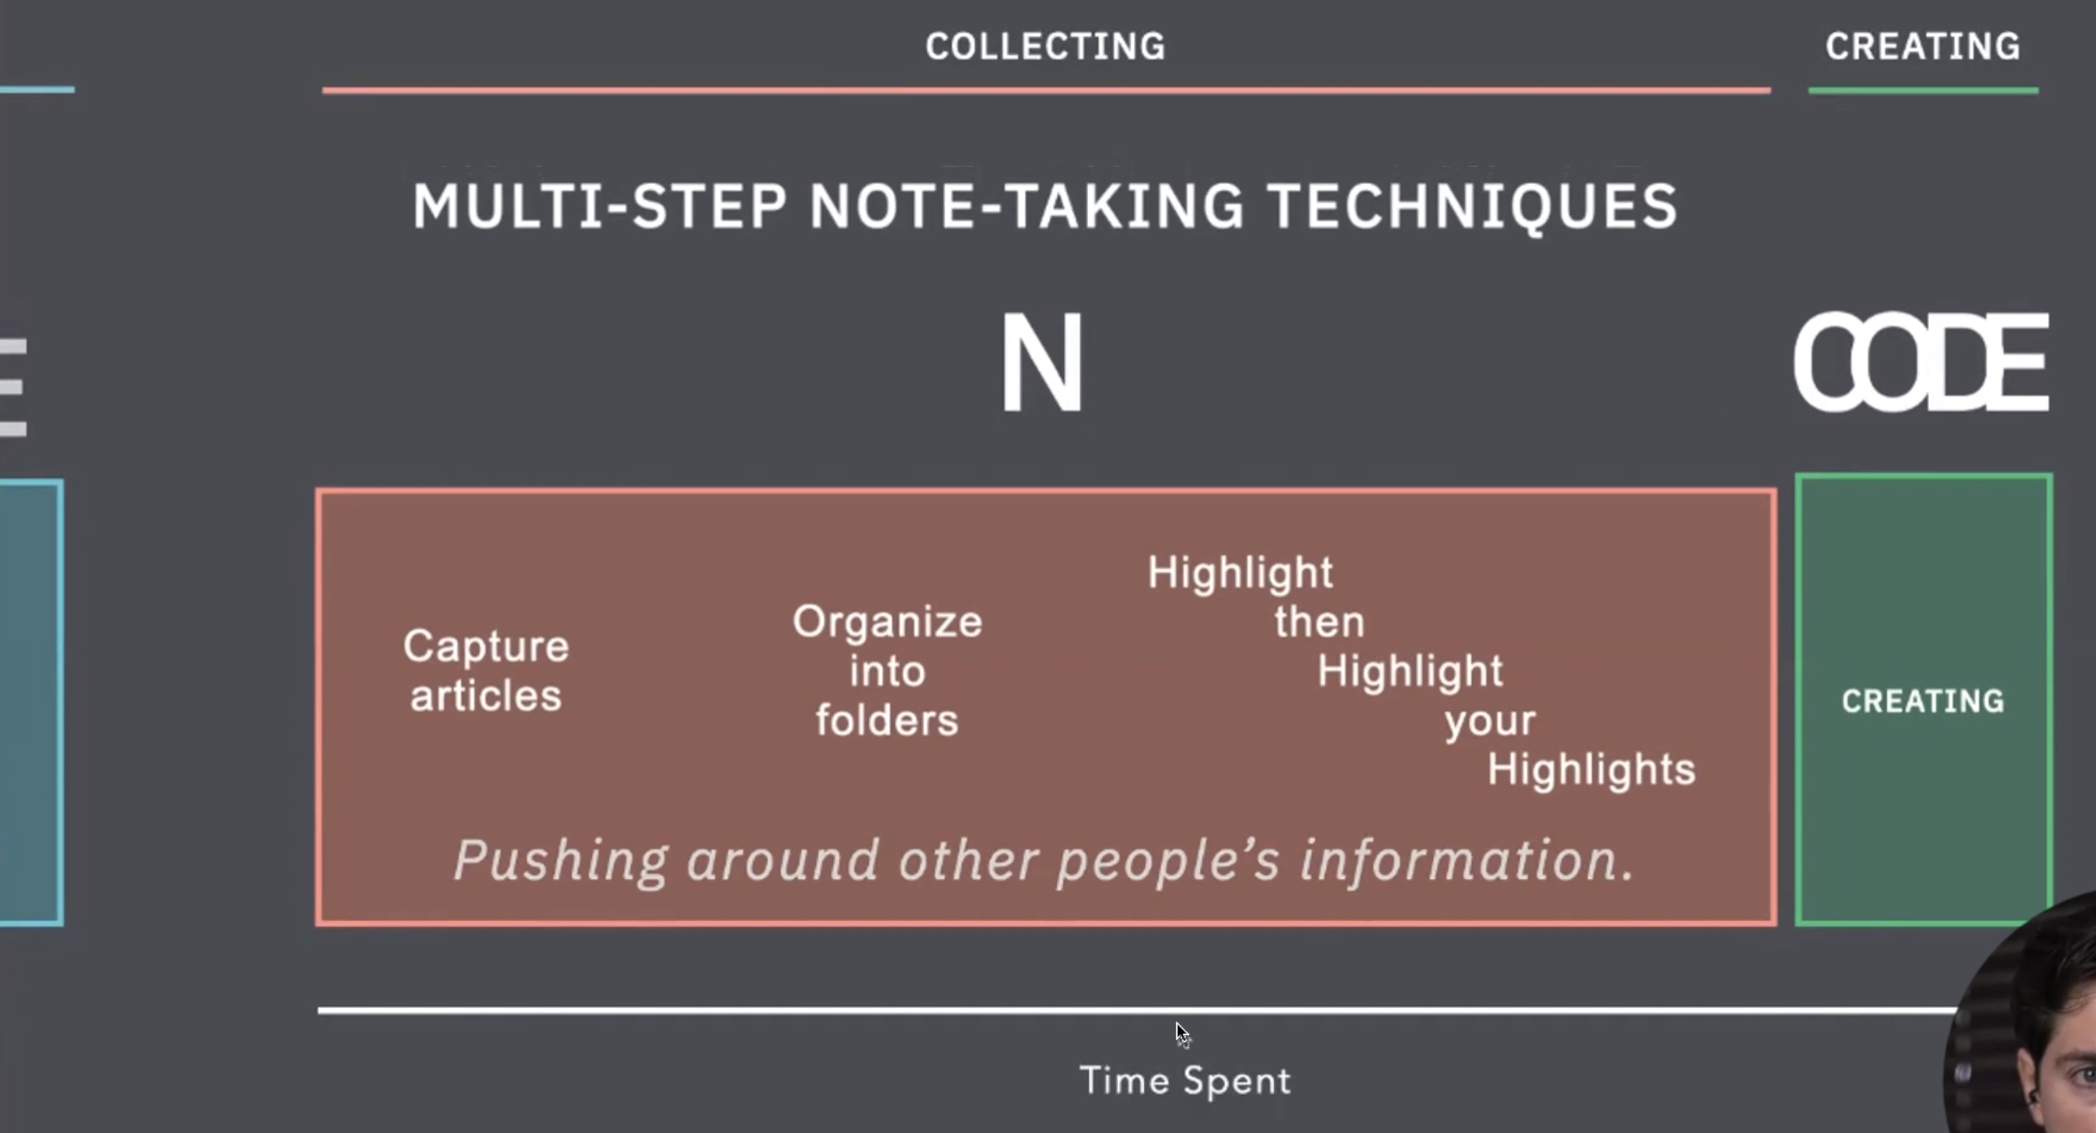 COLLECTING
CREATING
MULTI-STEP NOTE-TAKING TECHNIQUES
E
N
CODE
Capture
articles
Organize
into
folders
Highlight
then
Highlight
your
Highlights
CREATING
Pushing around other people’s information.
Time Spent